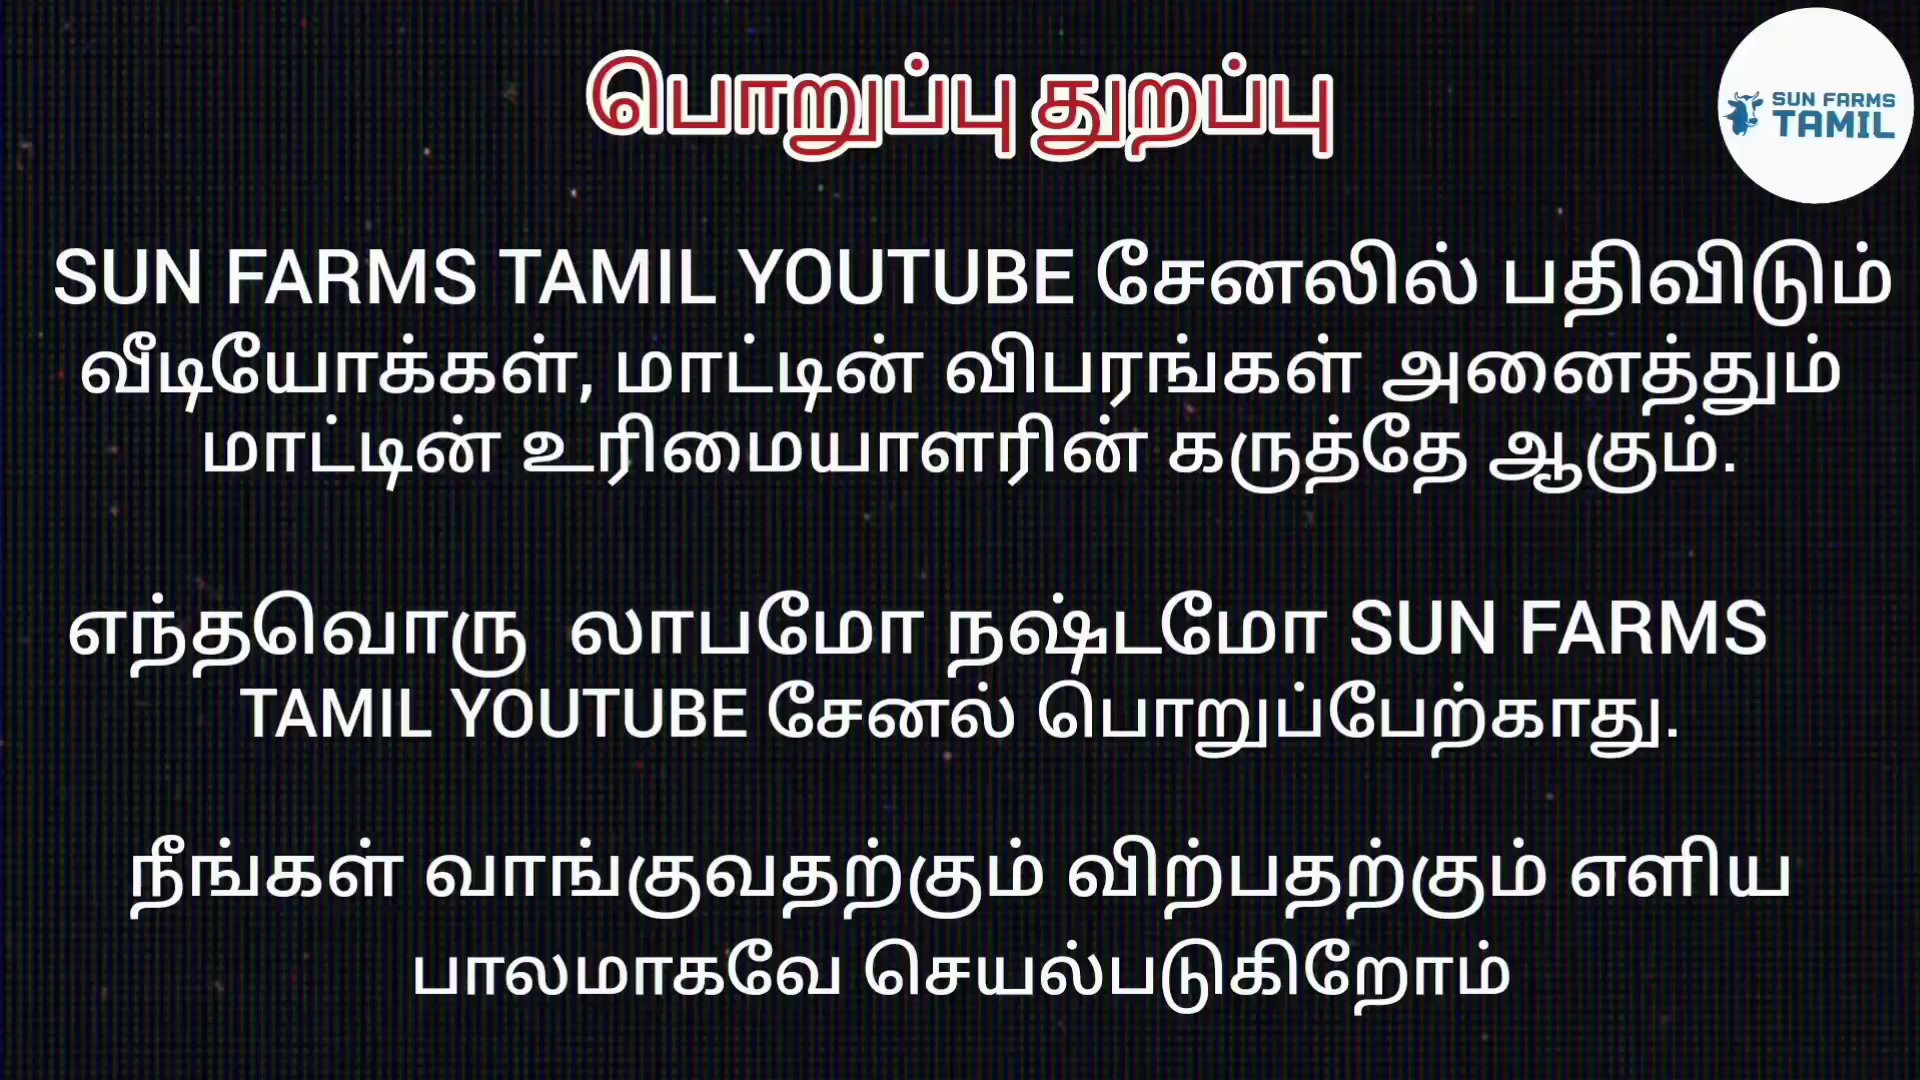 பொறுப்பு துறப்பு
SUN FARMS
TAMIL
SUN FARMS TAMIL YOUTUBE சேனலில் பதிவிடும்
வீடியோக்கள், மாட்டின் விபரங்கள் அனைத்தும்
மாட்டின் உரிமையாளரின் கருத்தே ஆகும்.
எந்தவொரு லாபமோ நஷ்டமோ SUN FARMS
TAMIL YOUTUBE சேனல் பொறுப்பேற்காது.
நீங்கள் வாங்குவதற்கும் விற்பதற்கும் எளிய
பாலமாகவே செயல்படுகிறோம்